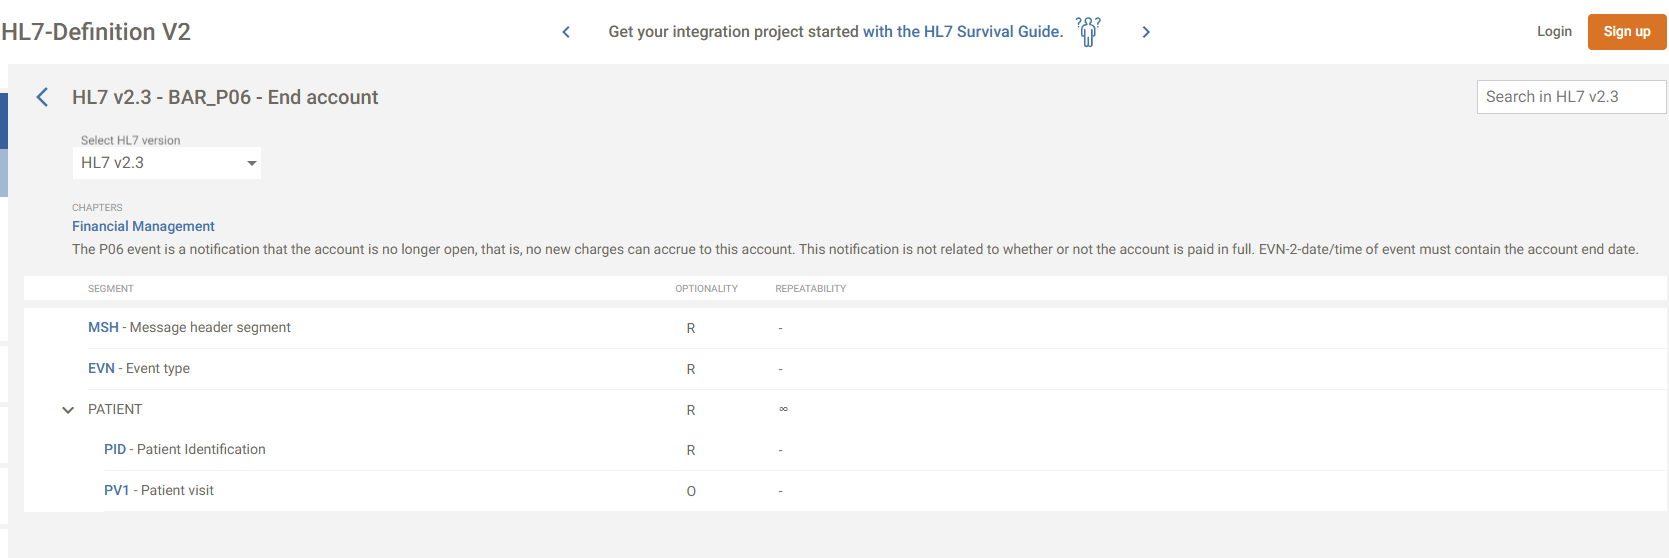 HL7-Definition V2
Get your integration project started with the HL7 Survival Guide.
Login
Sign up
HL7 v2.3 - BAR_P06 - End account
Search in HL7 v2.3
Select HL7 version
HL7 v2.3
CHAPTERS
Financial Management
The P06 event is a notification that the account is no longer open, that is, no new charges can accrue to this account. This notification is not related to whether or not the account is paid in full. EVN-2-date/time of event must contain the account end date.
SEGMENT OPTIONALITY REPEATABILITY
MSH - Message header segment R -
EVN - Event type R -
PATIENT R ∞
PID - Patient Identification R -
PV1 - Patient visit O -